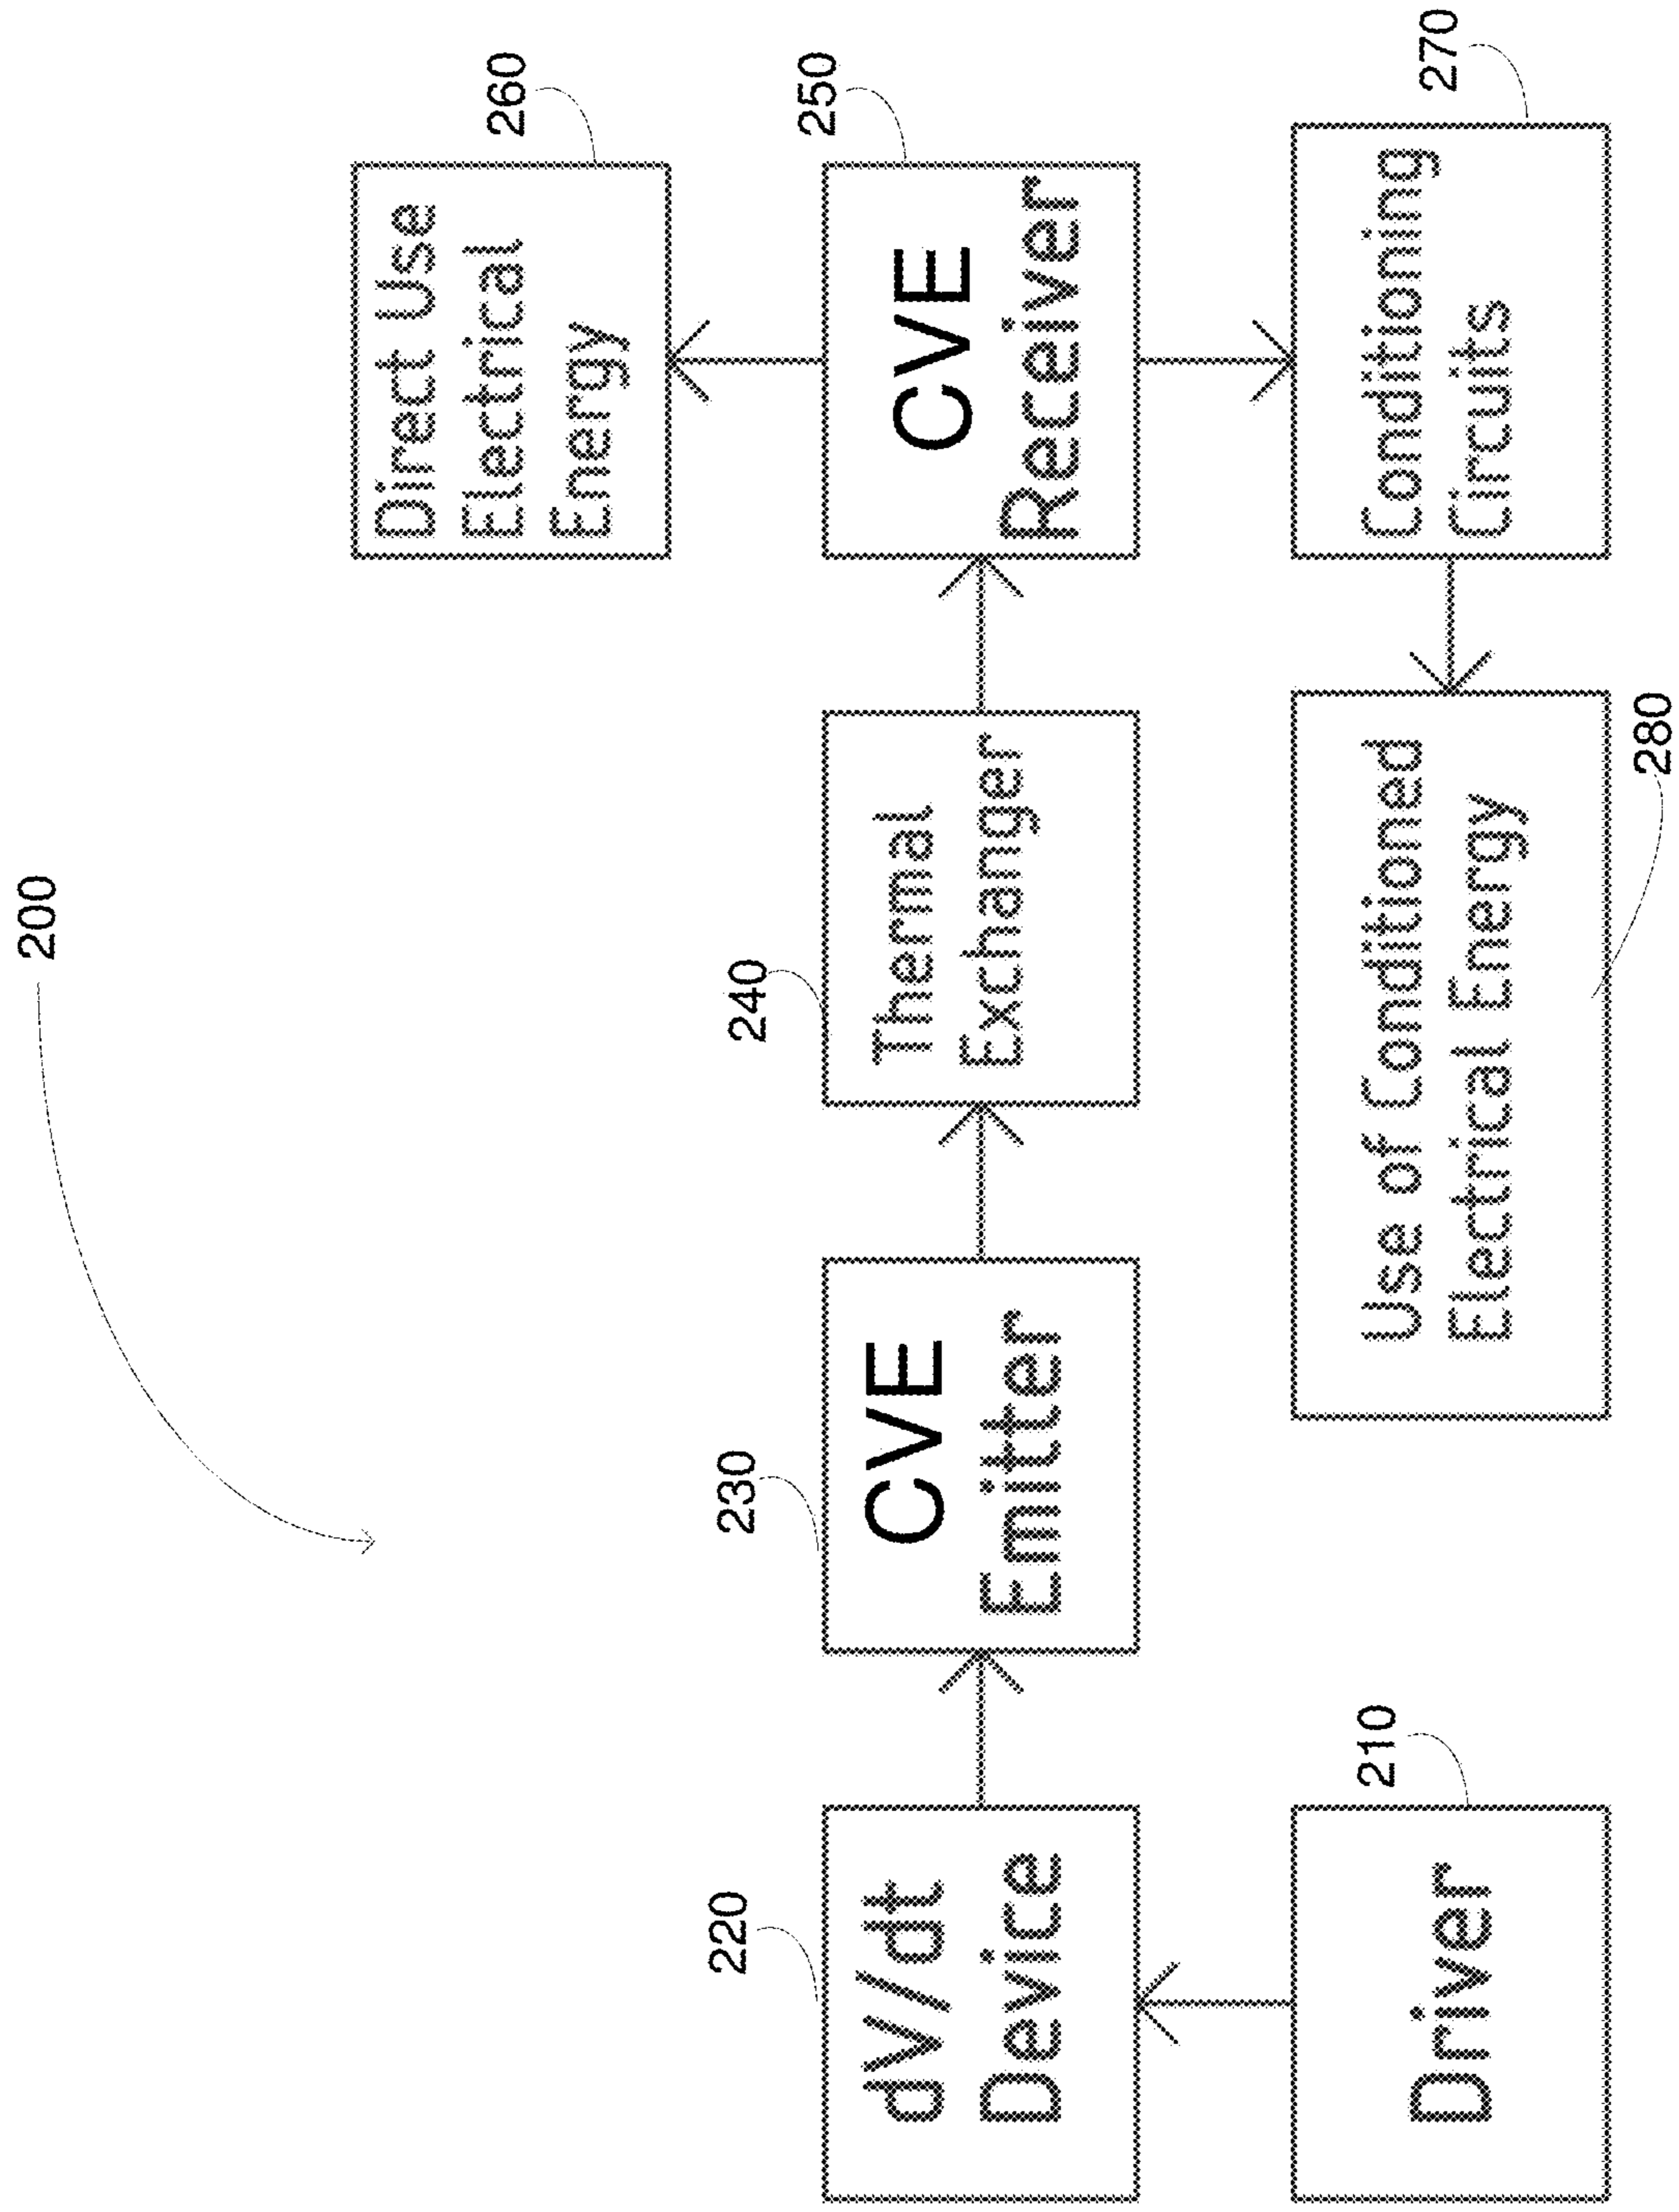 200
260
Direct Use
Electrical
Energy
220
dV/dt
Device
230
CVE
Emitter
240
Thermal
Exchanger
250
CVE
Receiver
210
Driver
Use of Conditioned
Electrical Energy
280
Conditioning
Circuits
270